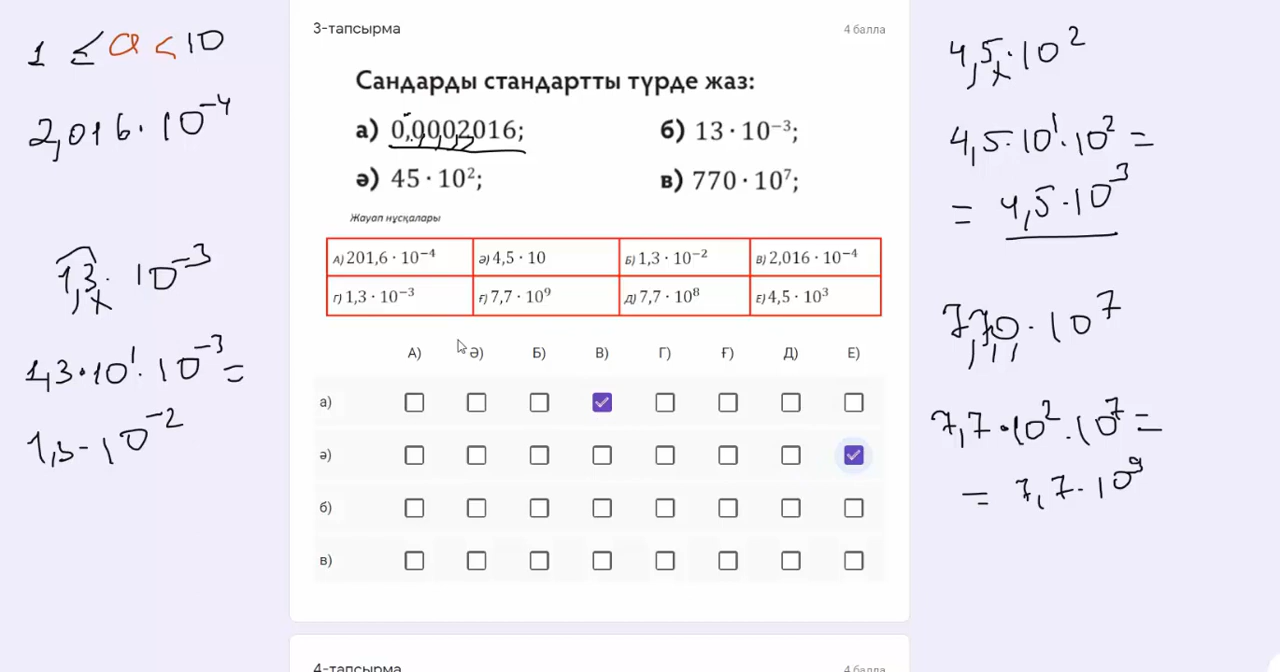 1 ≤ a < 10
2,016 · 10⁻⁴
13 · 10⁻³
1,3 · 10¹ · 10⁻³ =
1,3 · 10⁻²
3-тапсырма
4 балла
Сандарды стандартты түрде жаз:
а) 0,0002016;
б) 13 · 10⁻³;
ә) 45 · 10²;
в) 770 · 10⁷;
Жауап нұсқалары
А) 201,6 · 10⁻⁴
Ә) 4,5 · 10
Б) 1,3 · 10⁻²
В) 2,016 · 10⁻⁴
Г) 1,3 · 10⁻³
Ғ) 7,7 · 10⁹
Д) 7,7 · 10⁸
Е) 4,5 · 10³
А) Ә) Б) В) Г) Ғ) Д) Е)
а)
ә)
б)
в)
4-тапсырма
4 балла
4,5 · 10²
4,5 · 10¹ · 10² =
= 4,5 · 10³
770 · 10⁷
7,7 · 10² · 10⁷ =
= 7,7 · 10⁹